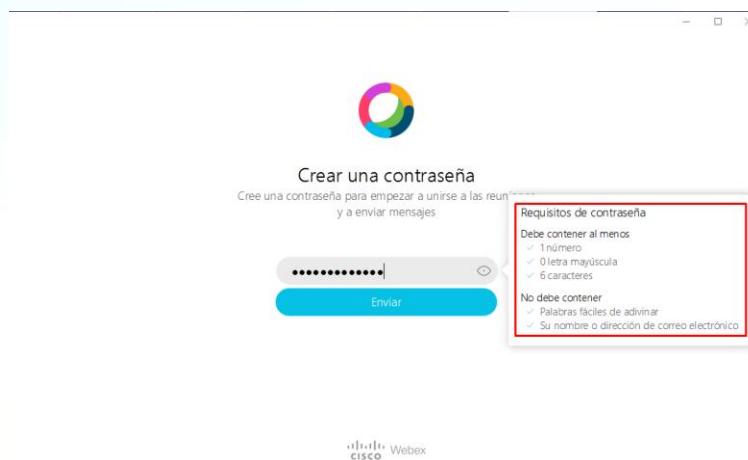 Crear una contraseña
Cree una contraseña para empezar a unirse a las
y a enviar mensajes
Enviar
Requisitos de contraseña
Debe contener al menos
1 número
0 letra mayúscula
6 caracteres
No debe contener
Palabras fáciles de adivinar
Su nombre o dirección de correo electrónico
CISCO Webex